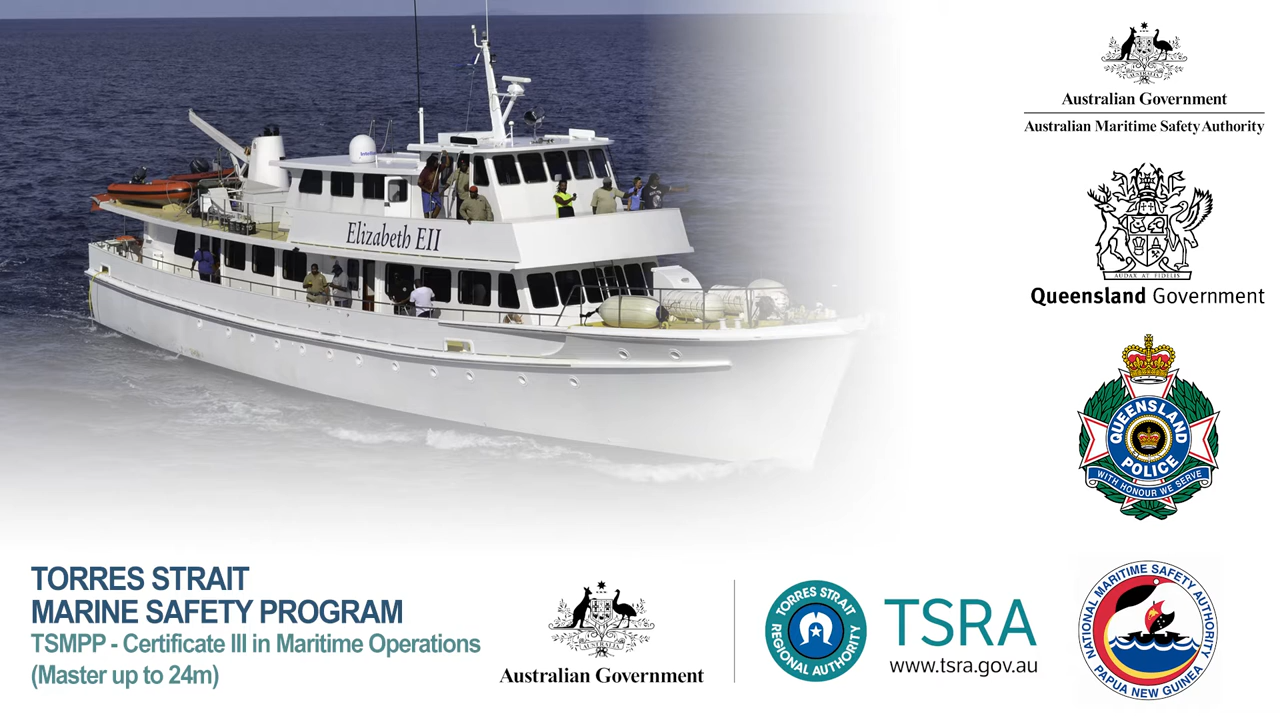 Elizabeth EII
Australian Government
Australian Maritime Safety Authority
AUDAX AT FIDELIS
Queensland Government
QUEENSLAND
POLICE
WITH HONOUR WE SERVE
TORRES STRAIT
MARINE SAFETY PROGRAM
TSMPP - Certificate III in Maritime Operations
(Master up to 24m)
Australian Government
TORRES STRAIT
REGIONAL AUTHORITY
TSRA
www.tsra.gov.au
NATIONAL MARITIME SAFETY AUTHORITY
PAPUA NEW GUINEA